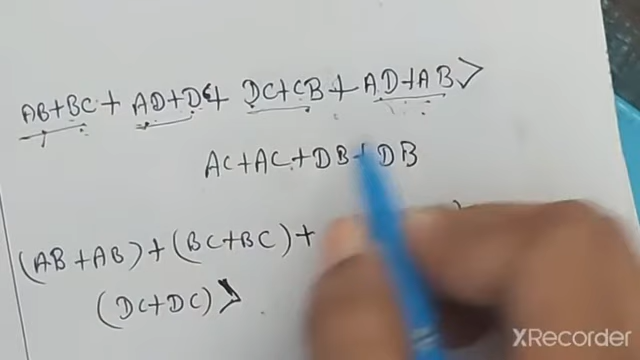 AB+BC+ AD+DC+ DC+CB+AD+AB>
AC+AC+DB+DB
(AB+AB)+(BC+BC)+
(DC+DC)>
XRecorder